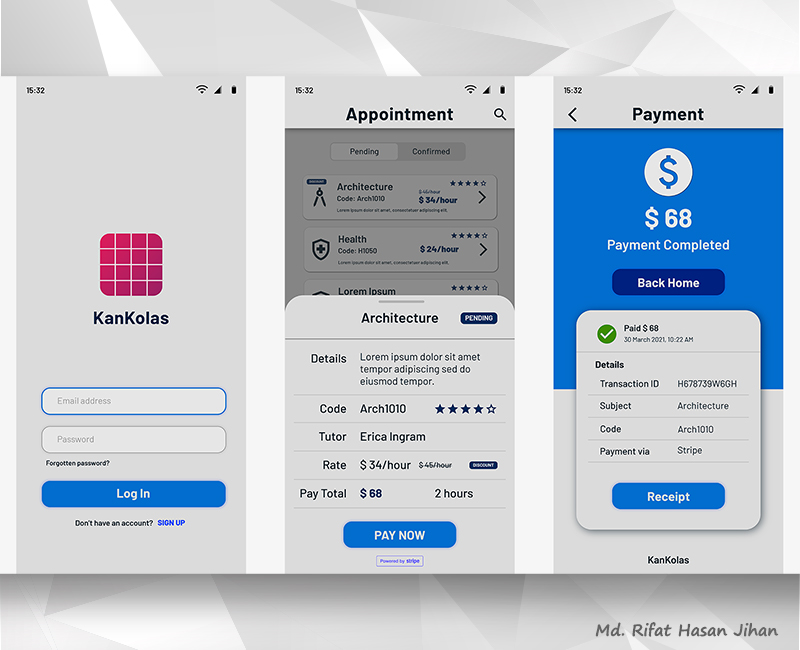 15:32
KanKolas
Email address
Password
Forgotten password?
Log In
Don't have an account? SIGN UP
15:32
Appointment
Pending Confirmed
DISCOUNT
Architecture
$ 45/hour
Code: Arch1010
$ 34/hour
Lorem ipsum dolor sit amet, consectetur adipiscing elit.
Health
Code: H1050
$ 24/hour
Lorem ipsum dolor sit amet, consectetur adipiscing elit.
Lorem Ipsum
Architecture PENDING
Details Lorem ipsum dolor sit amet
tempor adipiscing sed do
eiusmod tempor.
Code Arch1010
Tutor Erica Ingram
Rate $ 34/hour $ 45/hour DISCOUNT
Pay Total $ 68 2 hours
PAY NOW
Powered by stripe
15:32
Payment
$
$ 68
Payment Completed
Back Home
Paid $ 68
30 March 2021, 10:22 AM
Details
Transaction ID H678739W6GH
Subject Architecture
Code Arch1010
Payment via Stripe
Receipt
KanKolas
Md. Rifat Hasan Jihan